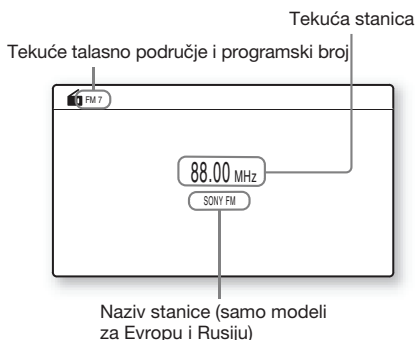 Tekuća stanica
Tekuće talasno područje i programski broj
FM 7
88.00 MHz
SONY FM
Naziv stanice (samo modeli
za Evropu i Rusiju)